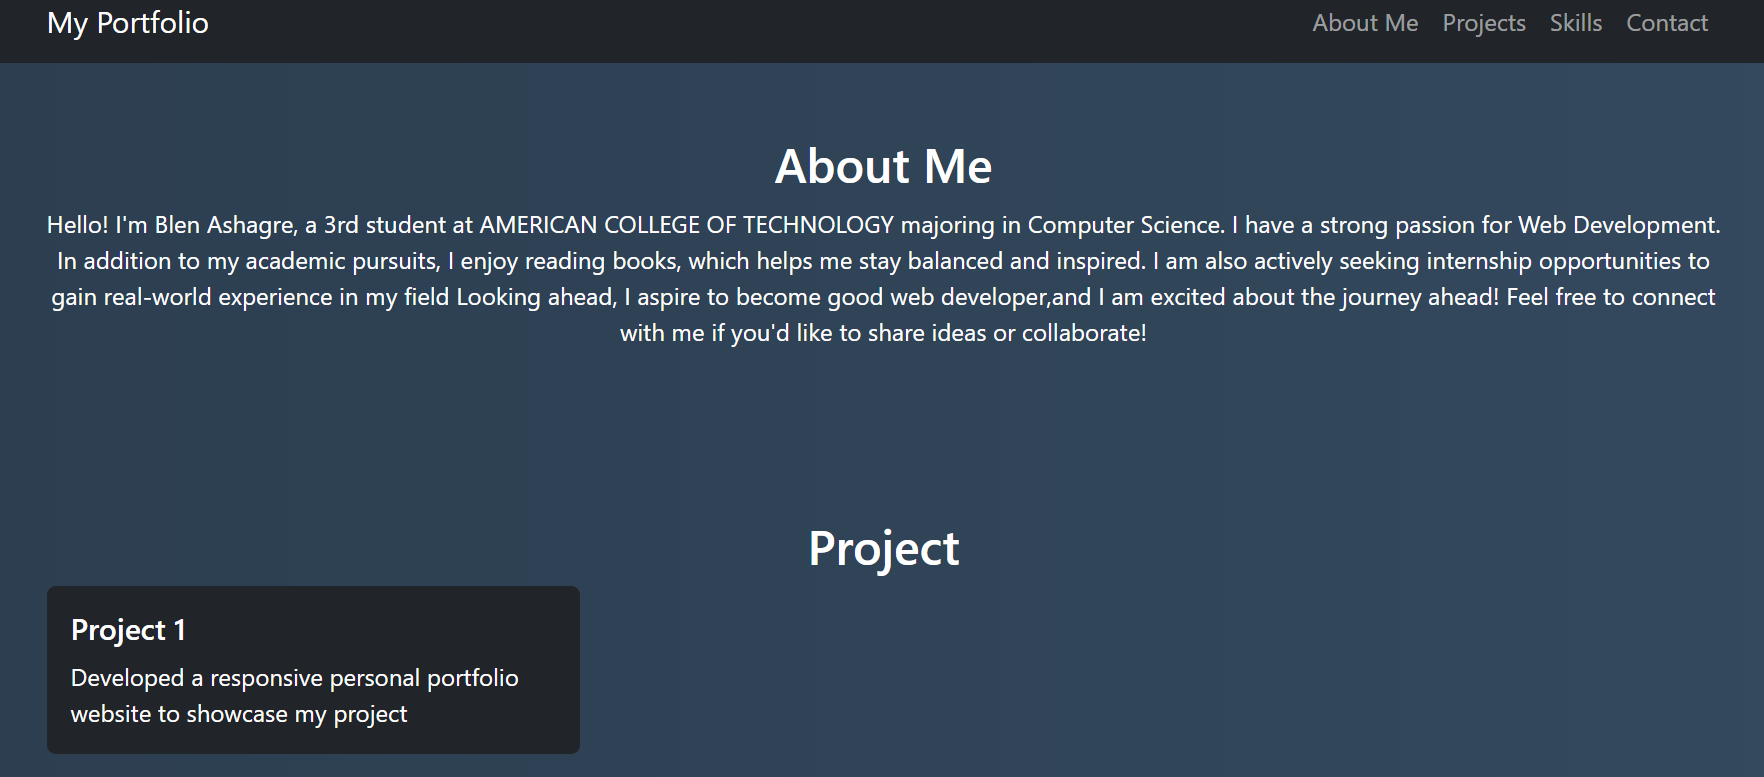 My Portfolio
About Me Projects Skills Contact
About Me
Hello! I'm Blen Ashagre, a 3rd student at AMERICAN COLLEGE OF TECHNOLOGY majoring in Computer Science. I have a strong passion for Web Development.
In addition to my academic pursuits, I enjoy reading books, which helps me stay balanced and inspired. I am also actively seeking internship opportunities to
gain real-world experience in my field Looking ahead, I aspire to become good web developer,and I am excited about the journey ahead! Feel free to connect
with me if you'd like to share ideas or collaborate!
Project
Project 1
Developed a responsive personal portfolio
website to showcase my project